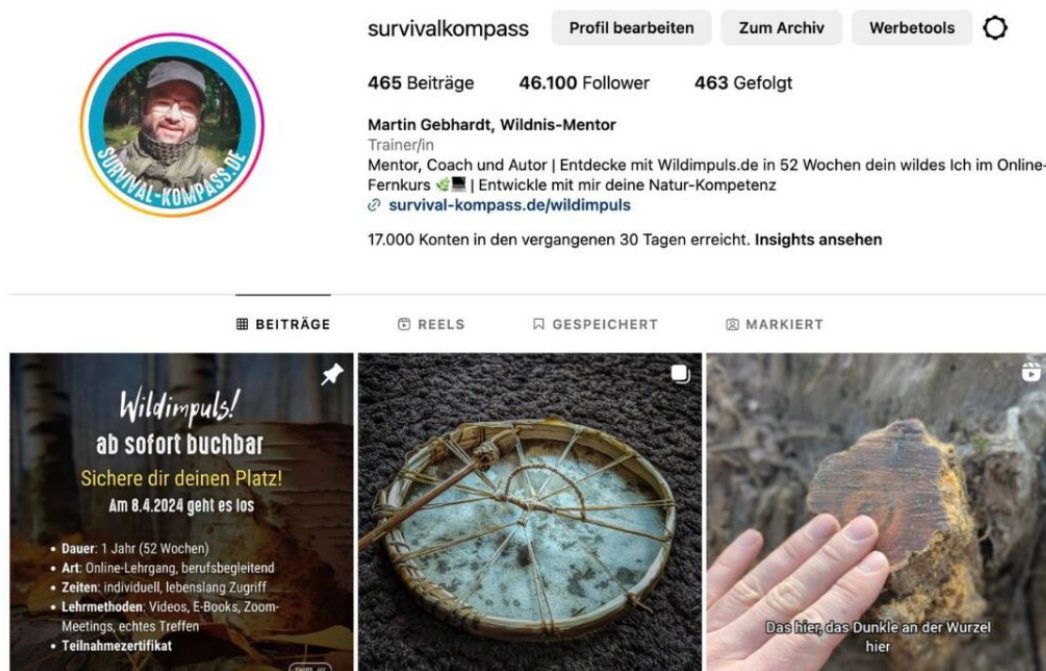 survivalkompass Profil bearbeiten Zum Archiv Werbetools
465 Beiträge 46.100 Follower 463 Gefolgt
Martin Gebhardt, Wildnis-Mentor
Trainer/in
Mentor, Coach und Autor | Entdecke mit Wildimpuls.de in 52 Wochen dein wildes Ich im Online-
Fernkurs 🌿💻 | Entwickle mit mir deine Natur-Kompetenz
survival-kompass.de/wildimpuls
17.000 Konten in den vergangenen 30 Tagen erreicht. Insights ansehen
SURVIVAL-KOMPASS.DE
BEITRÄGE REELS GESPEICHERT MARKIERT
Wildimpuls!
ab sofort buchbar
Sichere dir deinen Platz!
Am 8.4.2024 geht es los
• Dauer: 1 Jahr (52 Wochen)
• Art: Online-Lehrgang, berufsbegleitend
• Zeiten: individuell, lebenslang Zugriff
• Lehrmethoden: Videos, E-Books, Zoom-
Meetings, echtes Treffen
• Teilnahmezertifikat
Das hier, das Dunkle an der Wurzel
hier